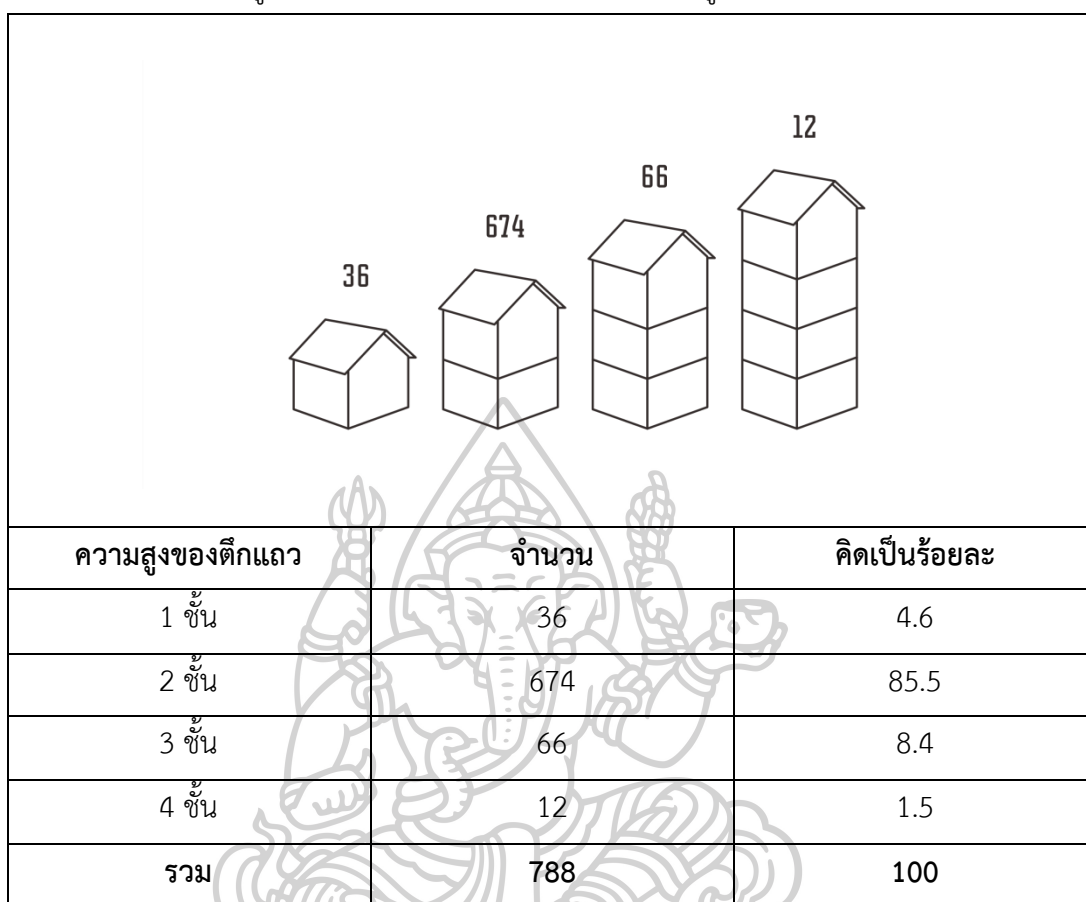 12
66
674
36
ความสูงของตึกแถว จำนวน คิดเป็นร้อยละ
1 ชั้น 36 4.6
2 ชั้น 674 85.5
3 ชั้น 66 8.4
4 ชั้น 12 1.5
รวม 788 100